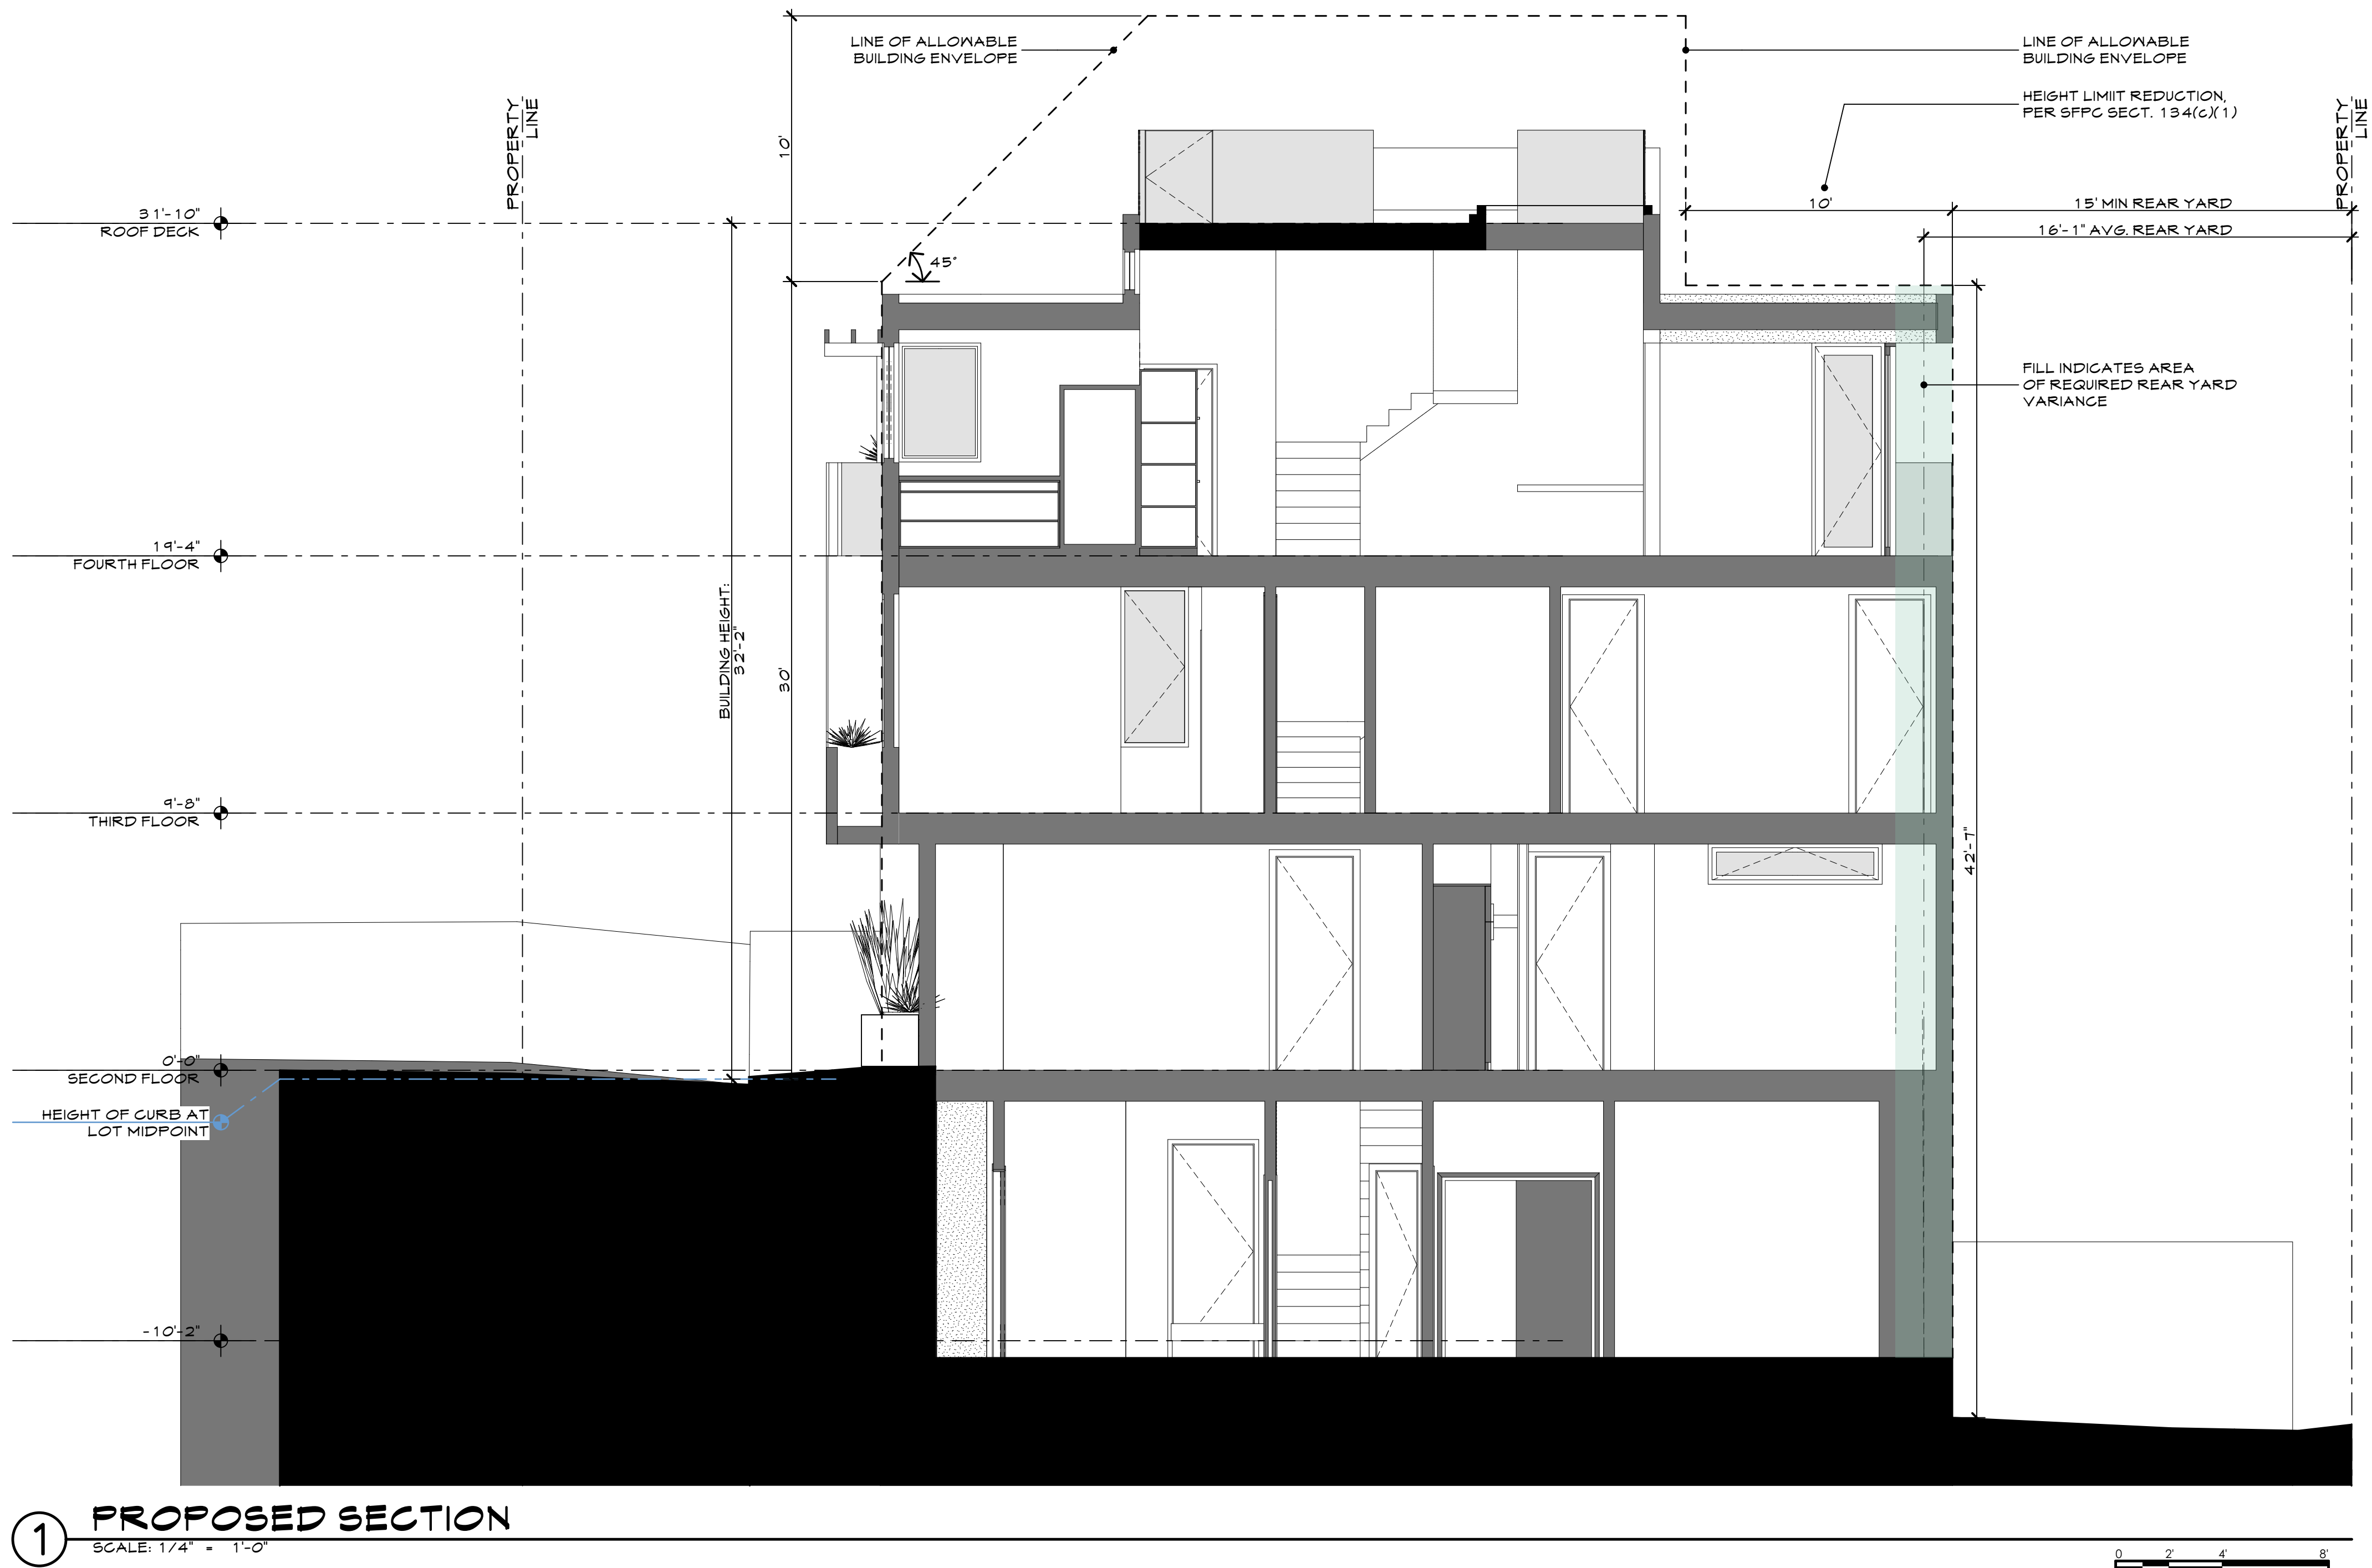 LINE OF ALLOWABLE
BUILDING ENVELOPE
LINE OF ALLOWABLE
BUILDING ENVELOPE
HEIGHT LIMIIT REDUCTION,
PER SFPC SECT. 134(c)(1)
PROPERTY
LINE
PROPERTY
LINE
10'
31'-10"
ROOF DECK
10'
15' MIN REAR YARD
16'-1" AVG. REAR YARD
45°
FILL INDICATES AREA
OF REQUIRED REAR YARD
VARIANCE
19'-4"
FOURTH FLOOR
BUILDING HEIGHT:
32'-2"
30'
9'-8"
THIRD FLOOR
42'-7"
0'-0"
SECOND FLOOR
HEIGHT OF CURB AT
LOT MIDPOINT
-10'-2"
1
PROPOSED SECTION
SCALE: 1/4" = 1'-0"
0 2' 4' 8'